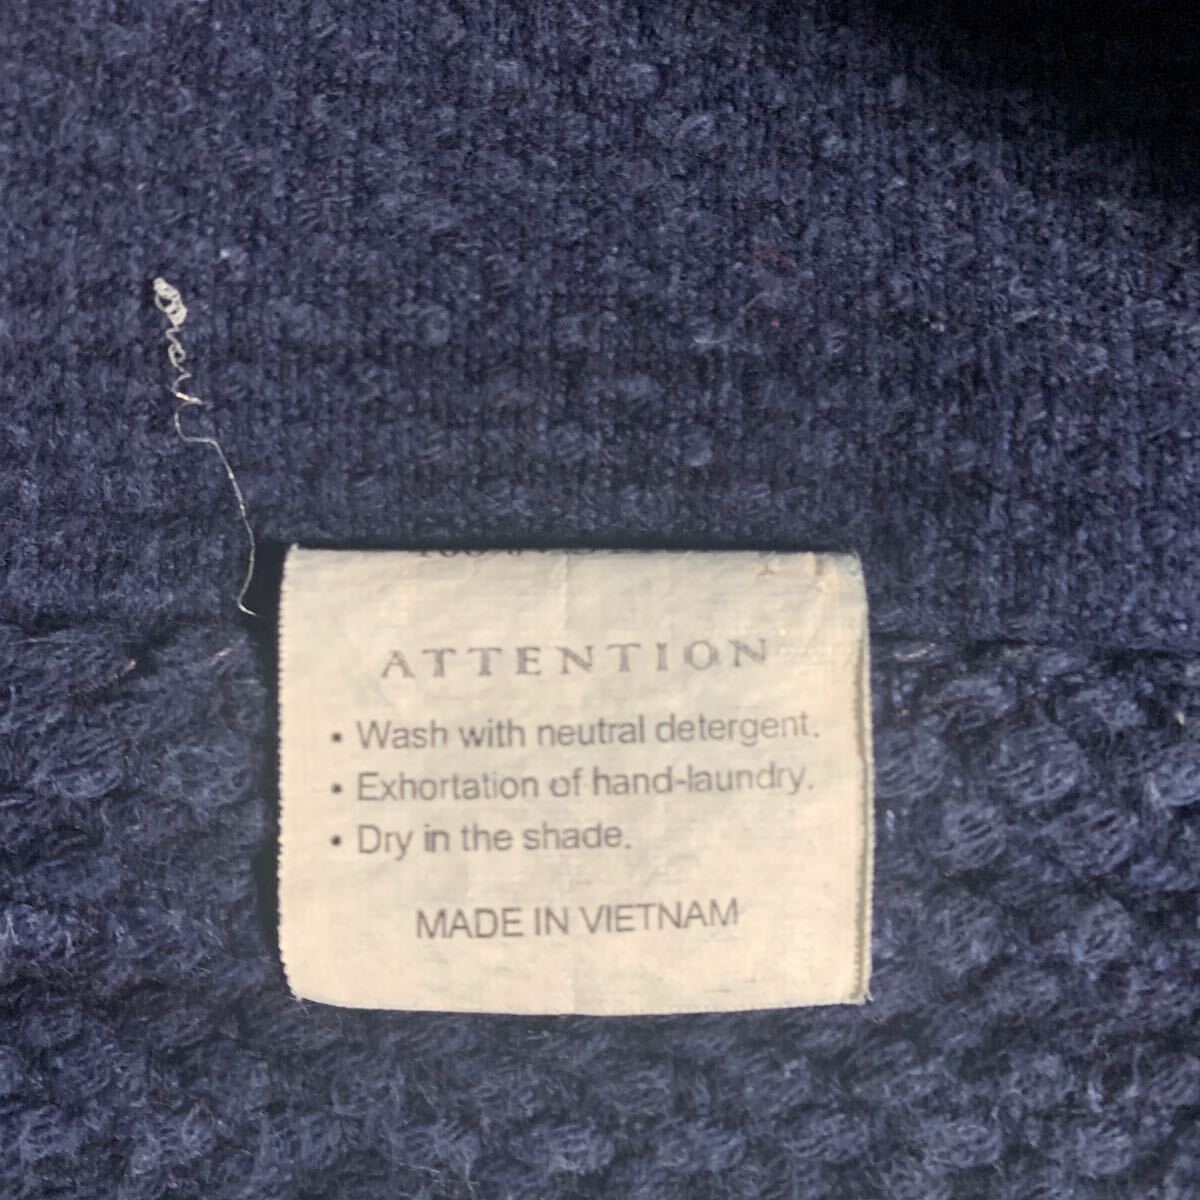 ATTENTION
• Wash with neutral detergent.
• Exhortation of hand-laundry.
• Dry in the shade.
MADE IN VIETNAM